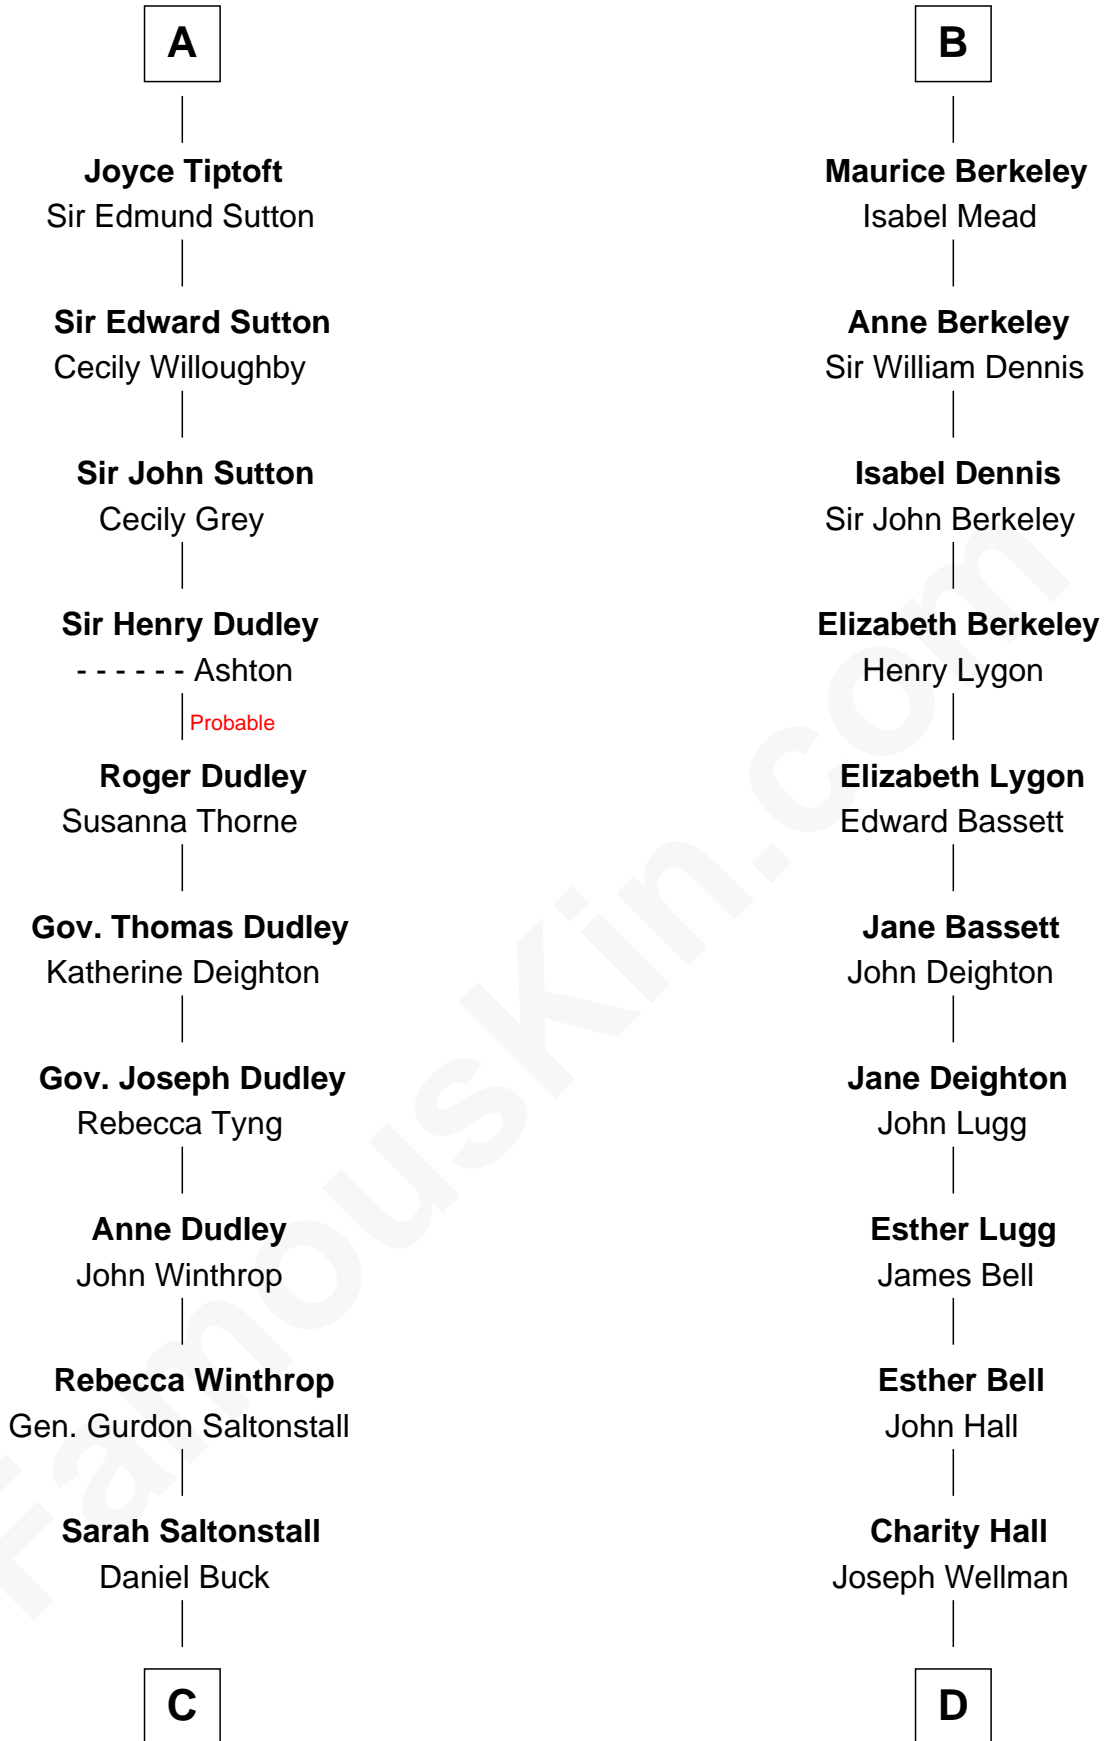 A
Joyce Tiptoft
Sir Edmund Sutton
Sir Edward Sutton
Cecily Willoughby
Sir John Sutton
Cecily Grey
Sir Henry Dudley
- - - - - - Ashton
Probable
Roger Dudley
Susanna Thorne
Gov. Thomas Dudley
Katherine Deighton
Gov. Joseph Dudley
Rebecca Tyng
Anne Dudley
John Winthrop
Rebecca Winthrop
Gen. Gurdon Saltonstall
Sarah Saltonstall
Daniel Buck
C
B
Maurice Berkeley
Isabel Mead
Anne Berkeley
Sir William Dennis
Isabel Dennis
Sir John Berkeley
Elizabeth Berkeley
Henry Lygon
Elizabeth Lygon
Edward Bassett
Jane Bassett
John Deighton
Jane Deighton
John Lugg
Esther Lugg
James Bell
Esther Bell
John Hall
Charity Hall
Joseph Wellman
D
FamousKin.com